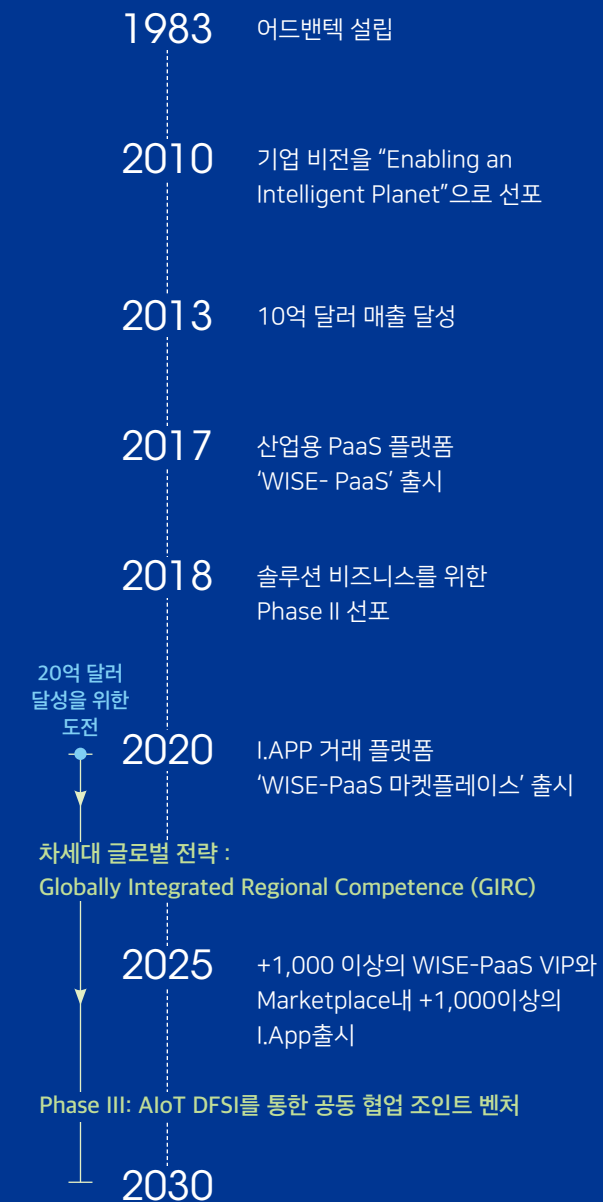 1983
어드밴텍 설립
2010
기업 비전을 “Enabling an
Intelligent Planet”으로 선포
2013
10억 달러 매출 달성
2017
산업용 PaaS 플랫폼
‘WISE- PaaS’ 출시
2018
솔루션 비즈니스를 위한
Phase II 선포
20억 달러
달성을 위한
도전
2020
I.APP 거래 플랫폼
‘WISE-PaaS 마켓플레이스’ 출시
차세대 글로벌 전략 :
Globally Integrated Regional Competence (GIRC)
2025
+1,000 이상의 WISE-PaaS VIP와
Marketplace내 +1,000이상의
I.App출시
Phase III: AIoT DFSI를 통한 공동 협업 조인트 벤처
2030